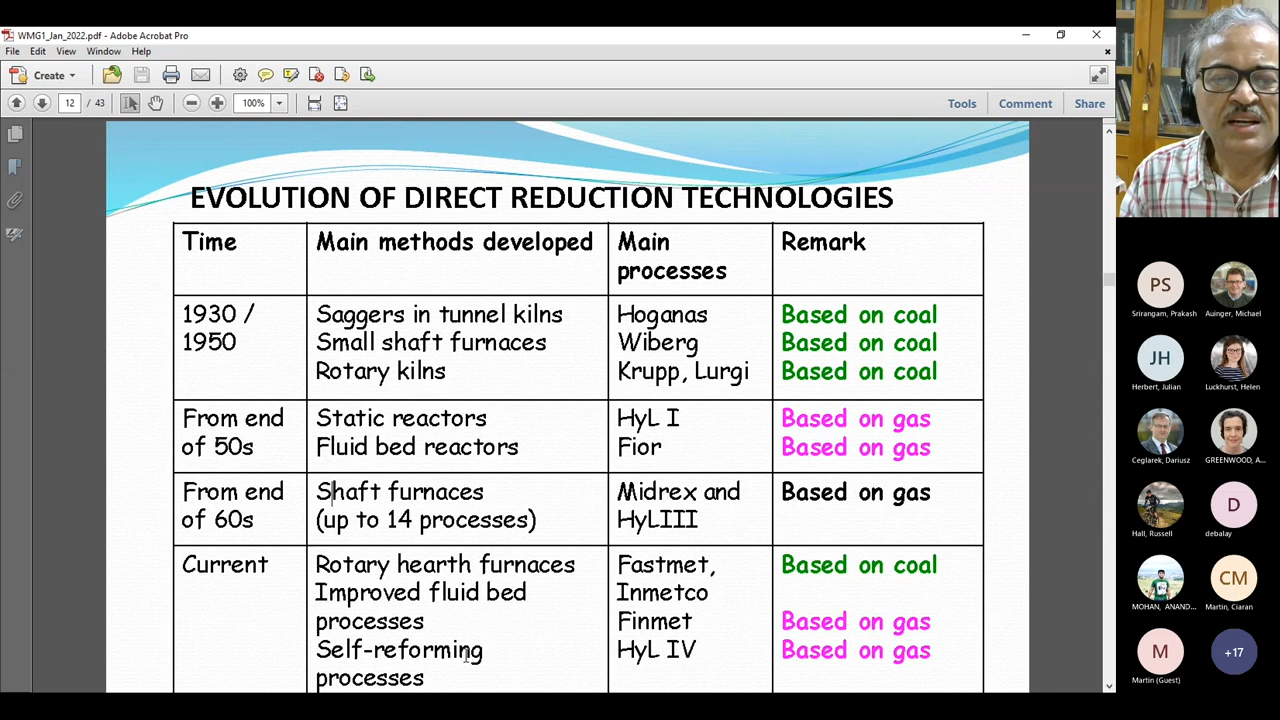 WMG1_Jan_2022.pdf - Adobe Acrobat Pro
File Edit View Window Help
Create
12 / 43 100% Tools Comment Share
EVOLUTION OF DIRECT REDUCTION TECHNOLOGIES
Time Main methods developed Main processes Remark
1930 / 1950
Saggers in tunnel kilns Hoganas Based on coal
Small shaft furnaces Wiberg Based on coal
Rotary kilns Krupp, Lurgi Based on coal
From end of 50s
Static reactors HyL I Based on gas
Fluid bed reactors Fior Based on gas
From end of 60s
Shaft furnaces (up to 14 processes) Midrex and HyLIII Based on gas
Current
Rotary hearth furnaces Fastmet, Inmetco Based on coal
Improved fluid bed processes Finmet Based on gas
Self-reforming processes HyL IV Based on gas
PS
Srirangam, Prakash
Auinger, Michael
JH
Herbert, Julian
Luckhurst, Helen
Ceglarek, Dariusz
GREENWOOD, A...
Hall, Russell
D
debalay
MOHAN, ANAND...
CM
Martin, Ciaran
M
Martin (Guest)
+17